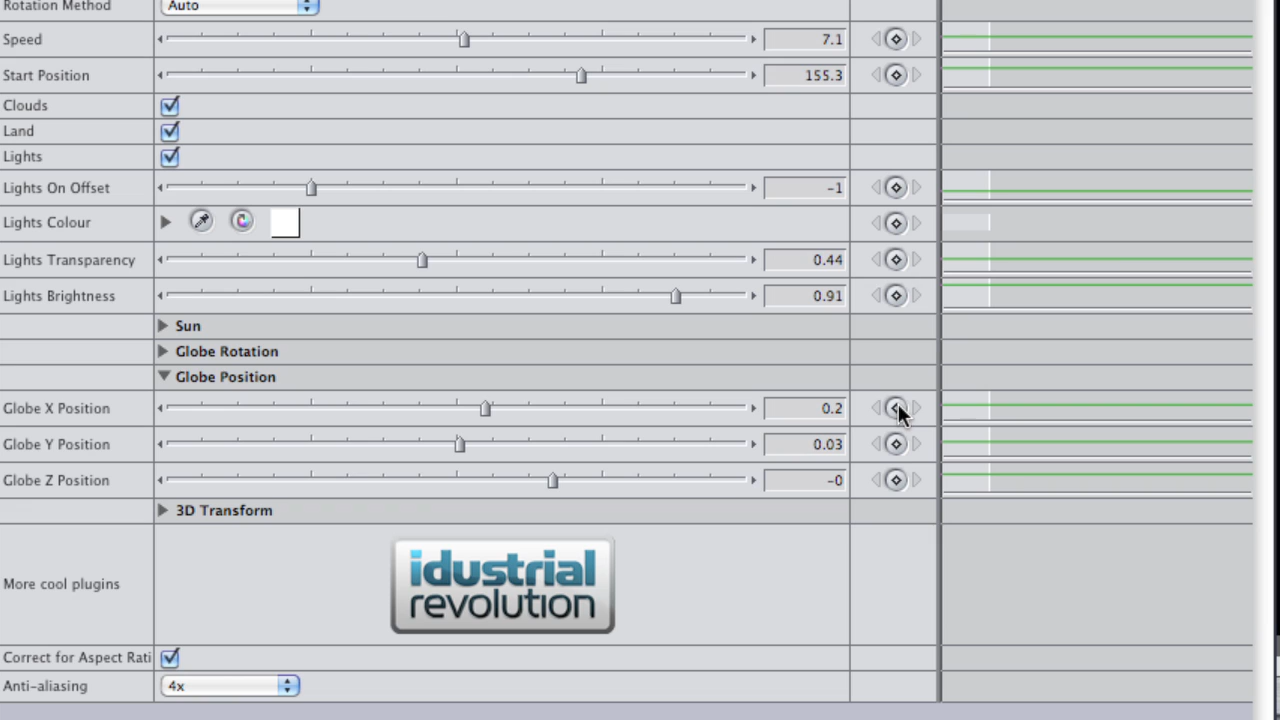 Rotation Method Auto
Speed 7.1
Start Position 155.3
Clouds
Land
Lights
Lights On Offset -1
Lights Colour
Lights Transparency 0.44
Lights Brightness 0.91
Sun
Globe Rotation
Globe Position
Globe X Position 0.2
Globe Y Position 0.03
Globe Z Position -0
3D Transform
More cool plugins
idustrial
revolution
Correct for Aspect Rati
Anti-aliasing 4x